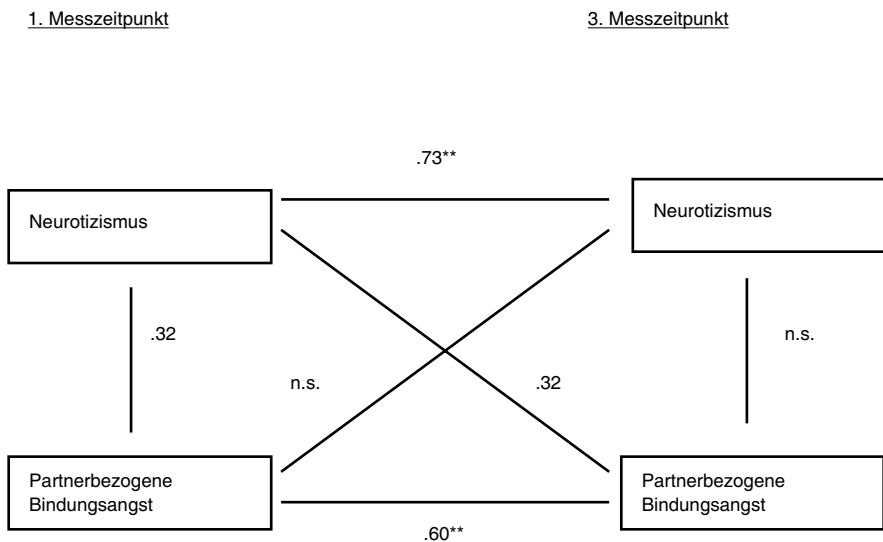 1. Messzeitpunkt
3. Messzeitpunkt
.73**
Neurotizismus
Neurotizismus
.32
n.s.
n.s.
.32
Partnerbezogene
Bindungsangst
Partnerbezogene
Bindungsangst
.60**